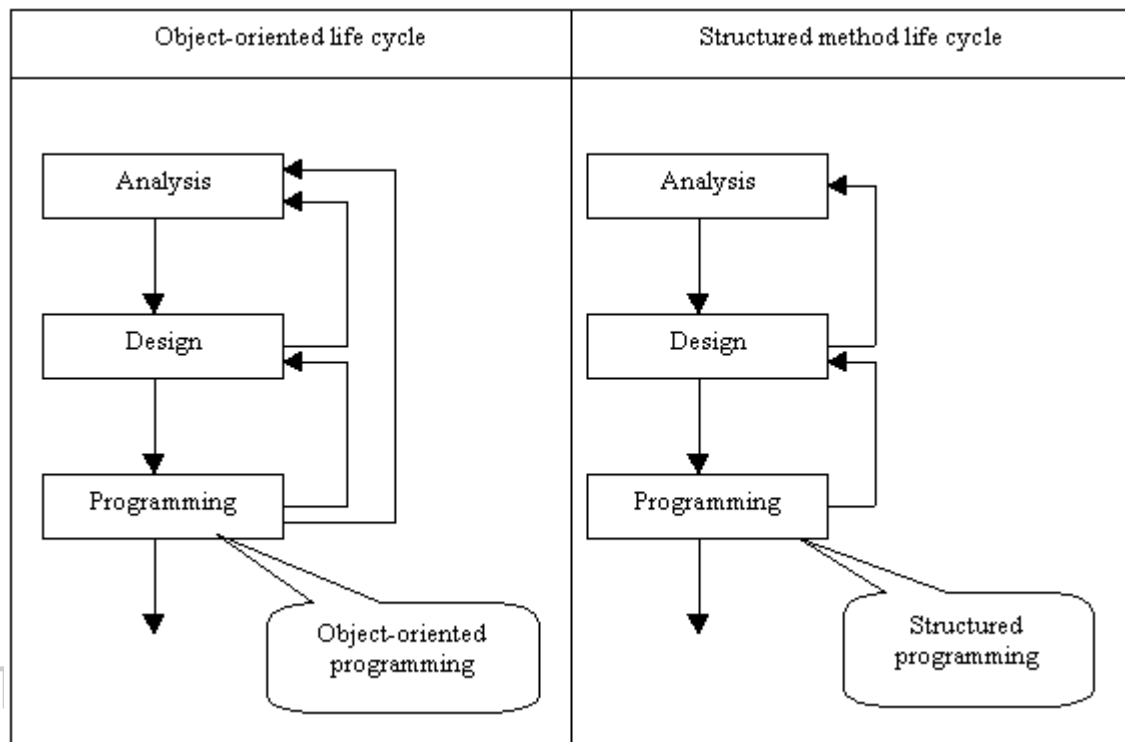 Object-oriented life cycle
Structured method life cycle
Analysis
Design
Programming
Object-oriented
programming
Analysis
Design
Programming
Structured
programming